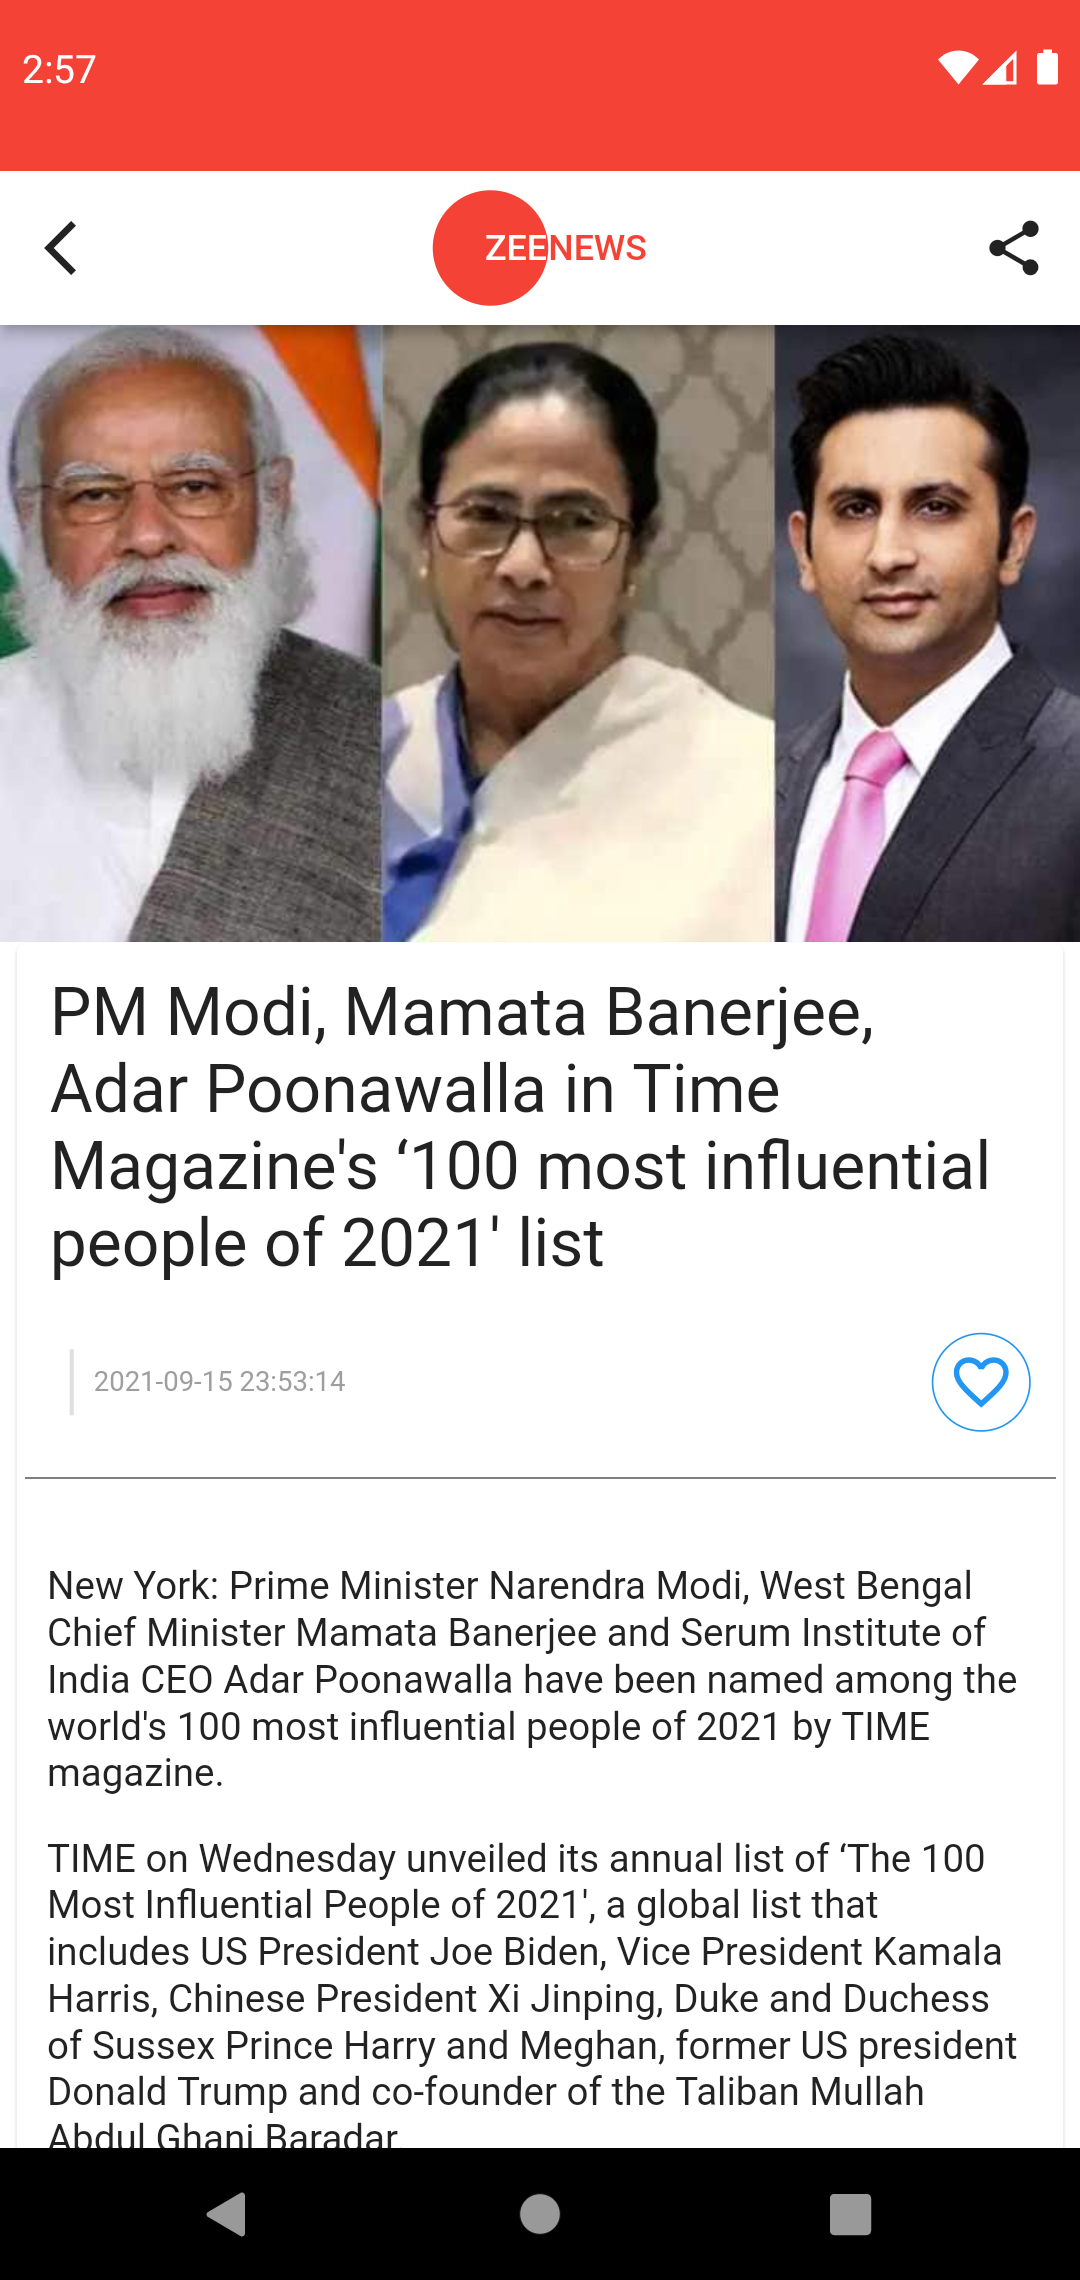 2:57
ZEENEWS
PM Modi, Mamata Banerjee,
Adar Poonawalla in Time
Magazine's ‘100 most influential
people of 2021' list
2021-09-15 23:53:14
New York: Prime Minister Narendra Modi, West Bengal
Chief Minister Mamata Banerjee and Serum Institute of
India CEO Adar Poonawalla have been named among the
world's 100 most influential people of 2021 by TIME
magazine.
TIME on Wednesday unveiled its annual list of ‘The 100
Most Influential People of 2021', a global list that
includes US President Joe Biden, Vice President Kamala
Harris, Chinese President Xi Jinping, Duke and Duchess
of Sussex Prince Harry and Meghan, former US president
Donald Trump and co-founder of the Taliban Mullah
Abdul Ghani Baradar